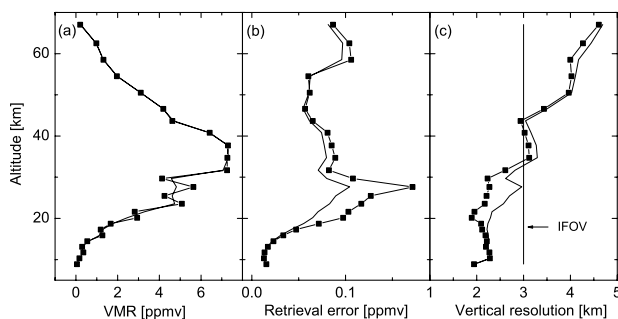 (a)
(b)
(c)
60
40
20
Altitude [km]
0 2 4 6
VMR [ppmv]
0.0 0.1
Retrieval error [ppmv]
1 2 3 4 5
Vertical resolution [km]
IFOV